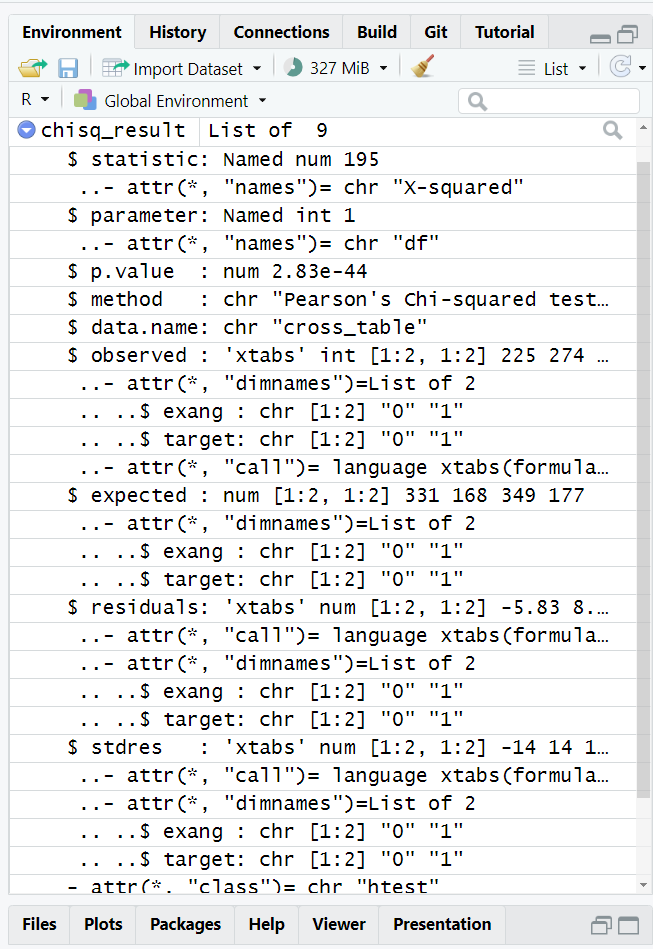 Environment History Connections Build Git Tutorial
Import Dataset 327 MiB List
R Global Environment
chisq_result List of 9
$ statistic: Named num 195
..- attr(*, "names")= chr "X-squared"
$ parameter: Named int 1
..- attr(*, "names")= chr "df"
$ p.value : num 2.83e-44
$ method : chr "Pearson's Chi-squared test…
$ data.name: chr "cross_table"
$ observed : 'xtabs' int [1:2, 1:2] 225 274 …
..- attr(*, "dimnames")=List of 2
.. ..$ exang : chr [1:2] "0" "1"
.. ..$ target: chr [1:2] "0" "1"
..- attr(*, "call")= language xtabs(formula…
$ expected : num [1:2, 1:2] 331 168 349 177
..- attr(*, "dimnames")=List of 2
.. ..$ exang : chr [1:2] "0" "1"
.. ..$ target: chr [1:2] "0" "1"
$ residuals: 'xtabs' num [1:2, 1:2] -5.83 8.…
..- attr(*, "call")= language xtabs(formula…
..- attr(*, "dimnames")=List of 2
.. ..$ exang : chr [1:2] "0" "1"
.. ..$ target: chr [1:2] "0" "1"
$ stdres : 'xtabs' num [1:2, 1:2] -14 14 1…
..- attr(*, "call")= language xtabs(formula…
..- attr(*, "dimnames")=List of 2
.. ..$ exang : chr [1:2] "0" "1"
.. ..$ target: chr [1:2] "0" "1"
- attr(*, "class")= chr "htest"
Files Plots Packages Help Viewer Presentation